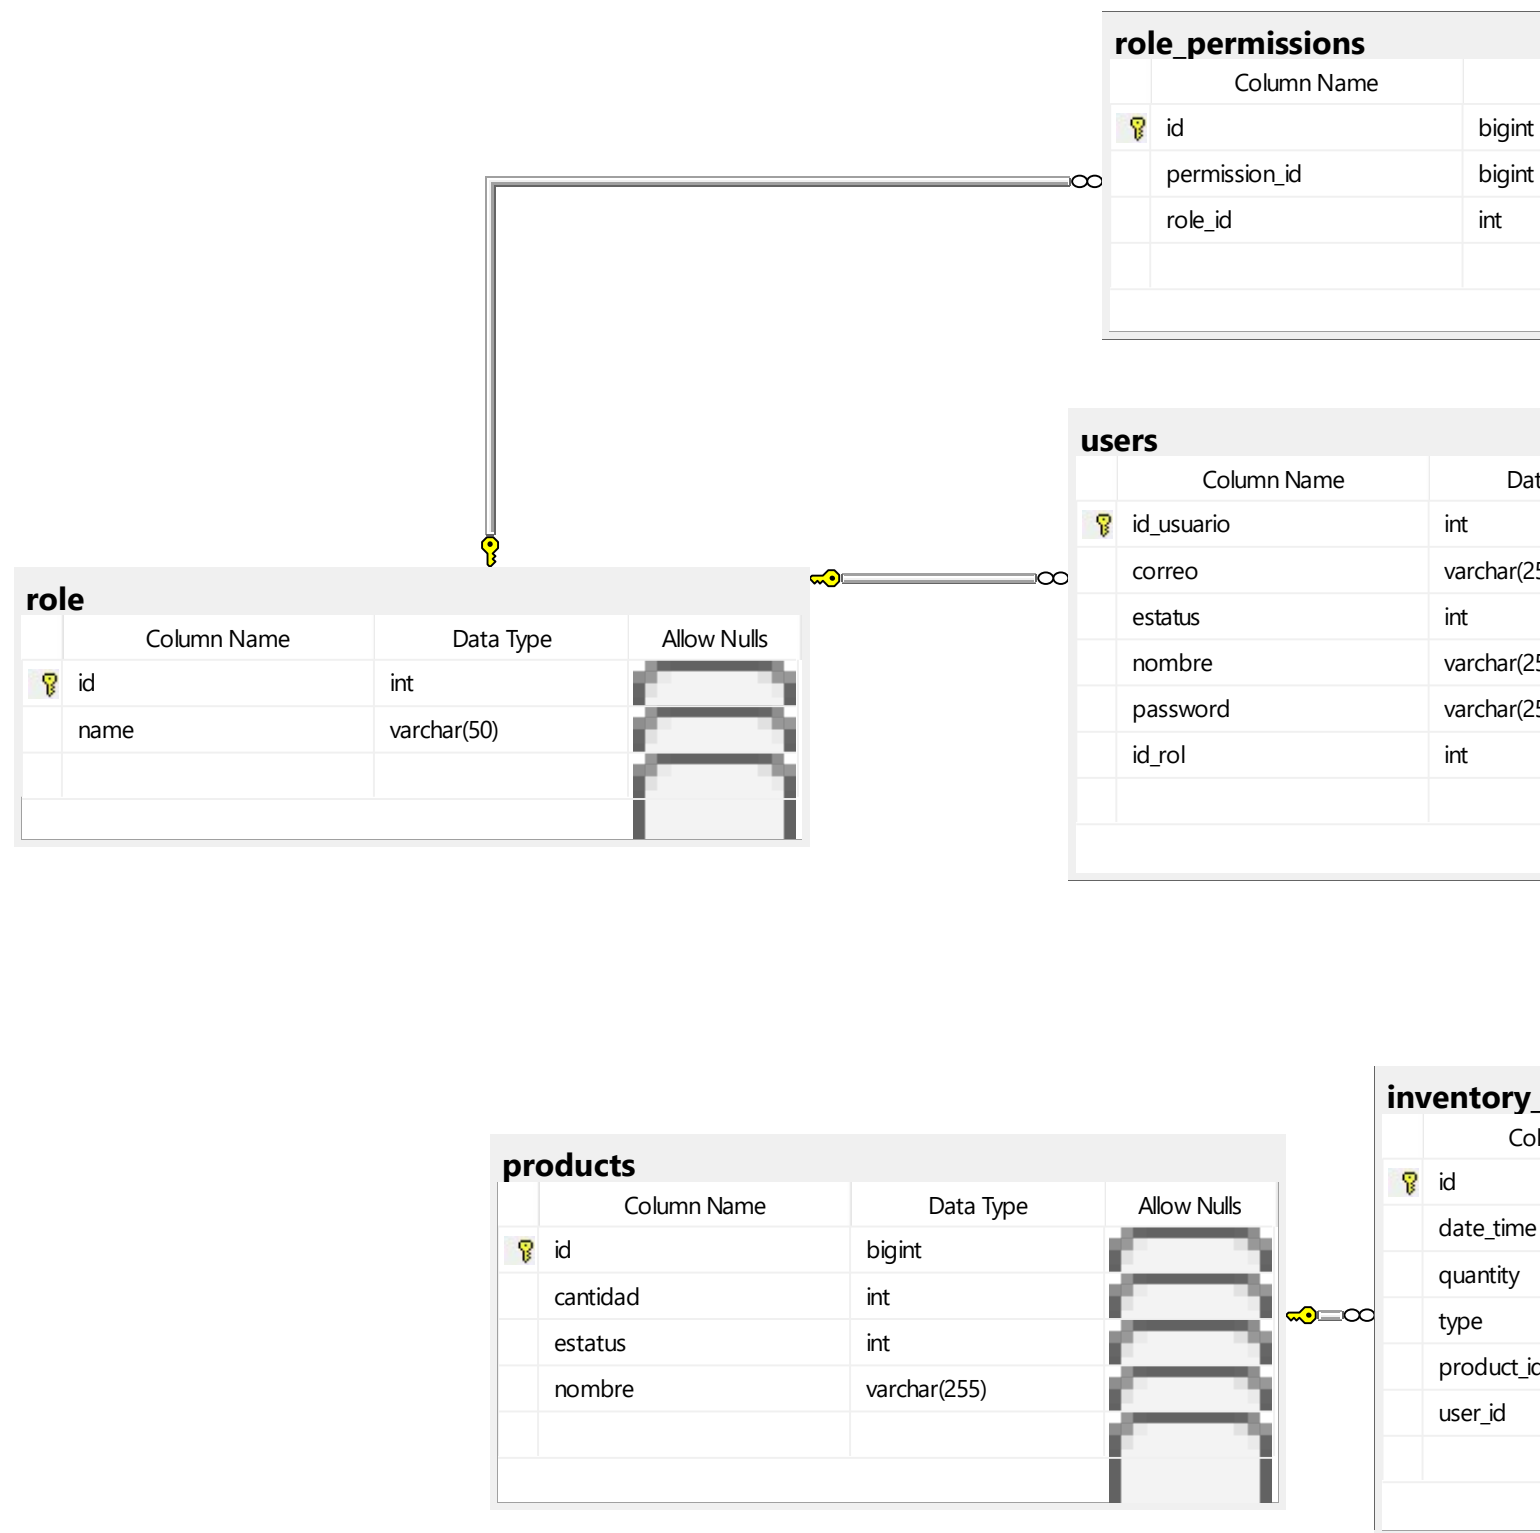 role_permissions
Column Name
id bigint
permission_id bigint
role_id int
users
Column Name
id_usuario int
correo
estatus int
nombre
password
id_rol int
role
Column Name Data Type Allow Nulls
id int
name varchar(50)
products
Column Name Data Type Allow Nulls
id bigint
cantidad int
estatus int
nombre varchar(255)
inventory_
id
date_time
quantity
type
user_id